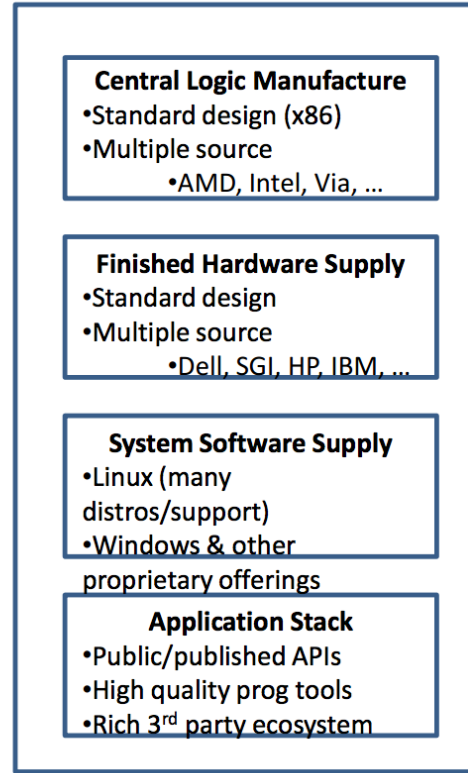 Central Logic Manufacture
•Standard design (x86)
•Multiple source
•AMD, Intel, Via, …
Finished Hardware Supply
•Standard design
•Multiple source
•Dell, SGI, HP, IBM, …
System Software Supply
•Linux (many
distros/support)
•Windows & other
proprietary offerings
Application Stack
•Public/published APIs
•High quality prog tools
•Rich 3rd party ecosystem